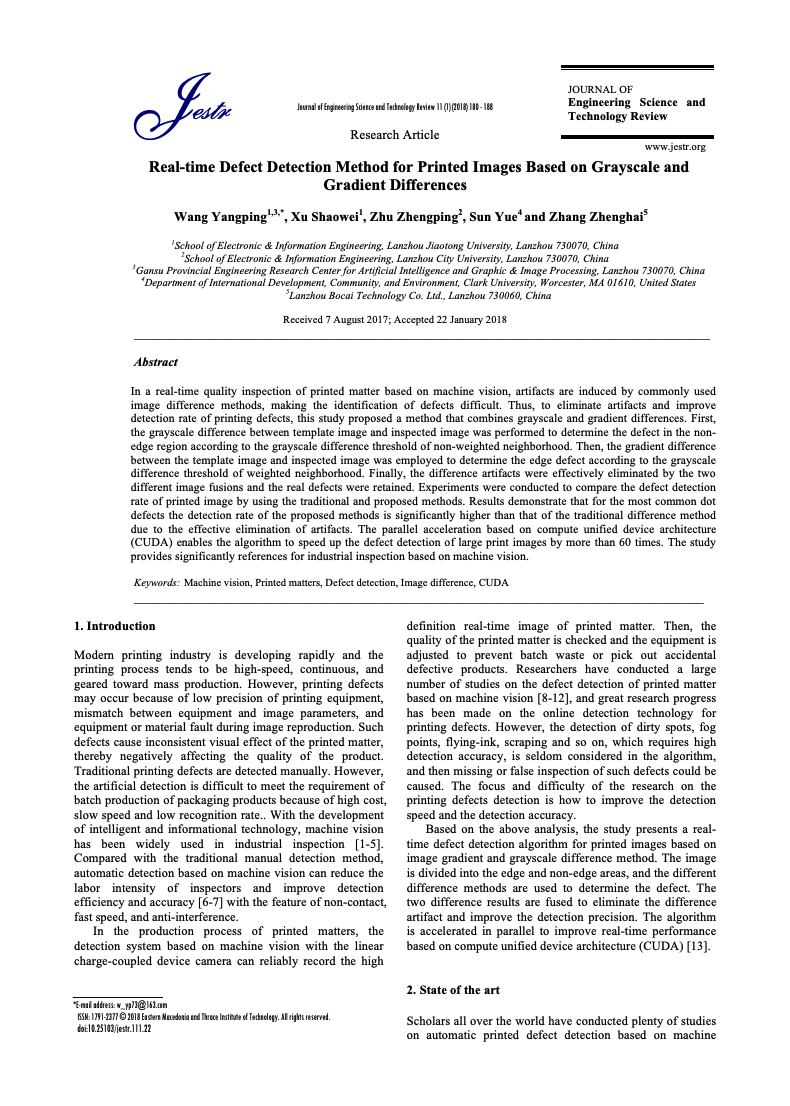 Jestr
Journal of Engineering Science and Technology Review 11 (1) (2018) 180 - 188
Research Article
JOURNAL OF
Engineering Science and
Technology Review
www.jestr.org
Real-time Defect Detection Method for Printed Images Based on Grayscale and
Gradient Differences
Wang Yangping1,3,*, Xu Shaowei1, Zhu Zhengping2, Sun Yue4 and Zhang Zhenghai5
1School of Electronic & Information Engineering, Lanzhou Jiaotong University, Lanzhou 730070, China
2School of Electronic & Information Engineering, Lanzhou City University, Lanzhou 730070, China
3Gansu Provincial Engineering Research Center for Artificial Intelligence and Graphic & Image Processing, Lanzhou 730070, China
4Department of International Development, Community, and Environment, Clark University, Worcester, MA 01610, United States
5Lanzhou Bocai Technology Co. Ltd., Lanzhou 730060, China
Received 7 August 2017; Accepted 22 January 2018
Abstract
In a real-time quality inspection of printed matter based on machine vision, artifacts are induced by commonly used
image difference methods, making the identification of defects difficult. Thus, to eliminate artifacts and improve
detection rate of printing defects, this study proposed a method that combines grayscale and gradient differences. First,
the grayscale difference between template image and inspected image was performed to determine the defect in the non-
edge region according to the grayscale difference threshold of non-weighted neighborhood. Then, the gradient difference
between the template image and inspected image was employed to determine the edge defect according to the grayscale
difference threshold of weighted neighborhood. Finally, the difference artifacts were effectively eliminated by the two
different image fusions and the real defects were retained. Experiments were conducted to compare the defect detection
rate of printed image by using the traditional and proposed methods. Results demonstrate that for the most common dot
defects the detection rate of the proposed methods is significantly higher than that of the traditional difference method
due to the effective elimination of artifacts. The parallel acceleration based on compute unified device architecture
(CUDA) enables the algorithm to speed up the defect detection of large print images by more than 60 times. The study
provides significantly references for industrial inspection based on machine vision.
Keywords: Machine vision, Printed matters, Defect detection, Image difference, CUDA
1. Introduction
Modern printing industry is developing rapidly and the
printing process tends to be high-speed, continuous, and
geared toward mass production. However, printing defects
may occur because of low precision of printing equipment,
mismatch between equipment and image parameters, and
equipment or material fault during image reproduction. Such
defects cause inconsistent visual effect of the printed matter,
thereby negatively affecting the quality of the product.
Traditional printing defects are detected manually. However,
the artificial detection is difficult to meet the requirement of
batch production of packaging products because of high cost,
slow speed and low recognition rate.. With the development
of intelligent and informational technology, machine vision
has been widely used in industrial inspection [1-5].
Compared with the traditional manual detection method,
automatic detection based on machine vision can reduce the
labor intensity of inspectors and improve detection
efficiency and accuracy [6-7] with the feature of non-contact,
fast speed, and anti-interference.
In the production process of printed matters, the
detection system based on machine vision with the linear
charge-coupled device camera can reliably record the high
*E-mail address: w_yp73@163.com
ISSN: 1791-2377 © 2018 Eastern Macedonia and Thrace Institute of Technology. All rights reserved.
doi:10.25103/jestr.111.22
definition real-time image of printed matter. Then, the
quality of the printed matter is checked and the equipment is
adjusted to prevent batch waste or pick out accidental
defective products. Researchers have conducted a large
number of studies on the defect detection of printed matter
based on machine vision [8-12], and great research progress
has been made on the online detection technology for
printing defects. However, the detection of dirty spots, fog
points, flying-ink, scraping and so on, which requires high
detection accuracy, is seldom considered in the algorithm,
and then missing or false inspection of such defects could be
caused. The focus and difficulty of the research on the
printing defects detection is how to improve the detection
speed and the detection accuracy.
Based on the above analysis, the study presents a real-
time defect detection algorithm for printed images based on
image gradient and grayscale difference method. The image
is divided into the edge and non-edge areas, and the different
difference methods are used to determine the defect. The
two difference results are fused to eliminate the difference
artifact and improve the detection precision. The algorithm
is accelerated in parallel to improve real-time performance
based on compute unified device architecture (CUDA) [13].
2. State of the art
Scholars all over the world have conducted plenty of studies
on automatic printed defect detection based on machine